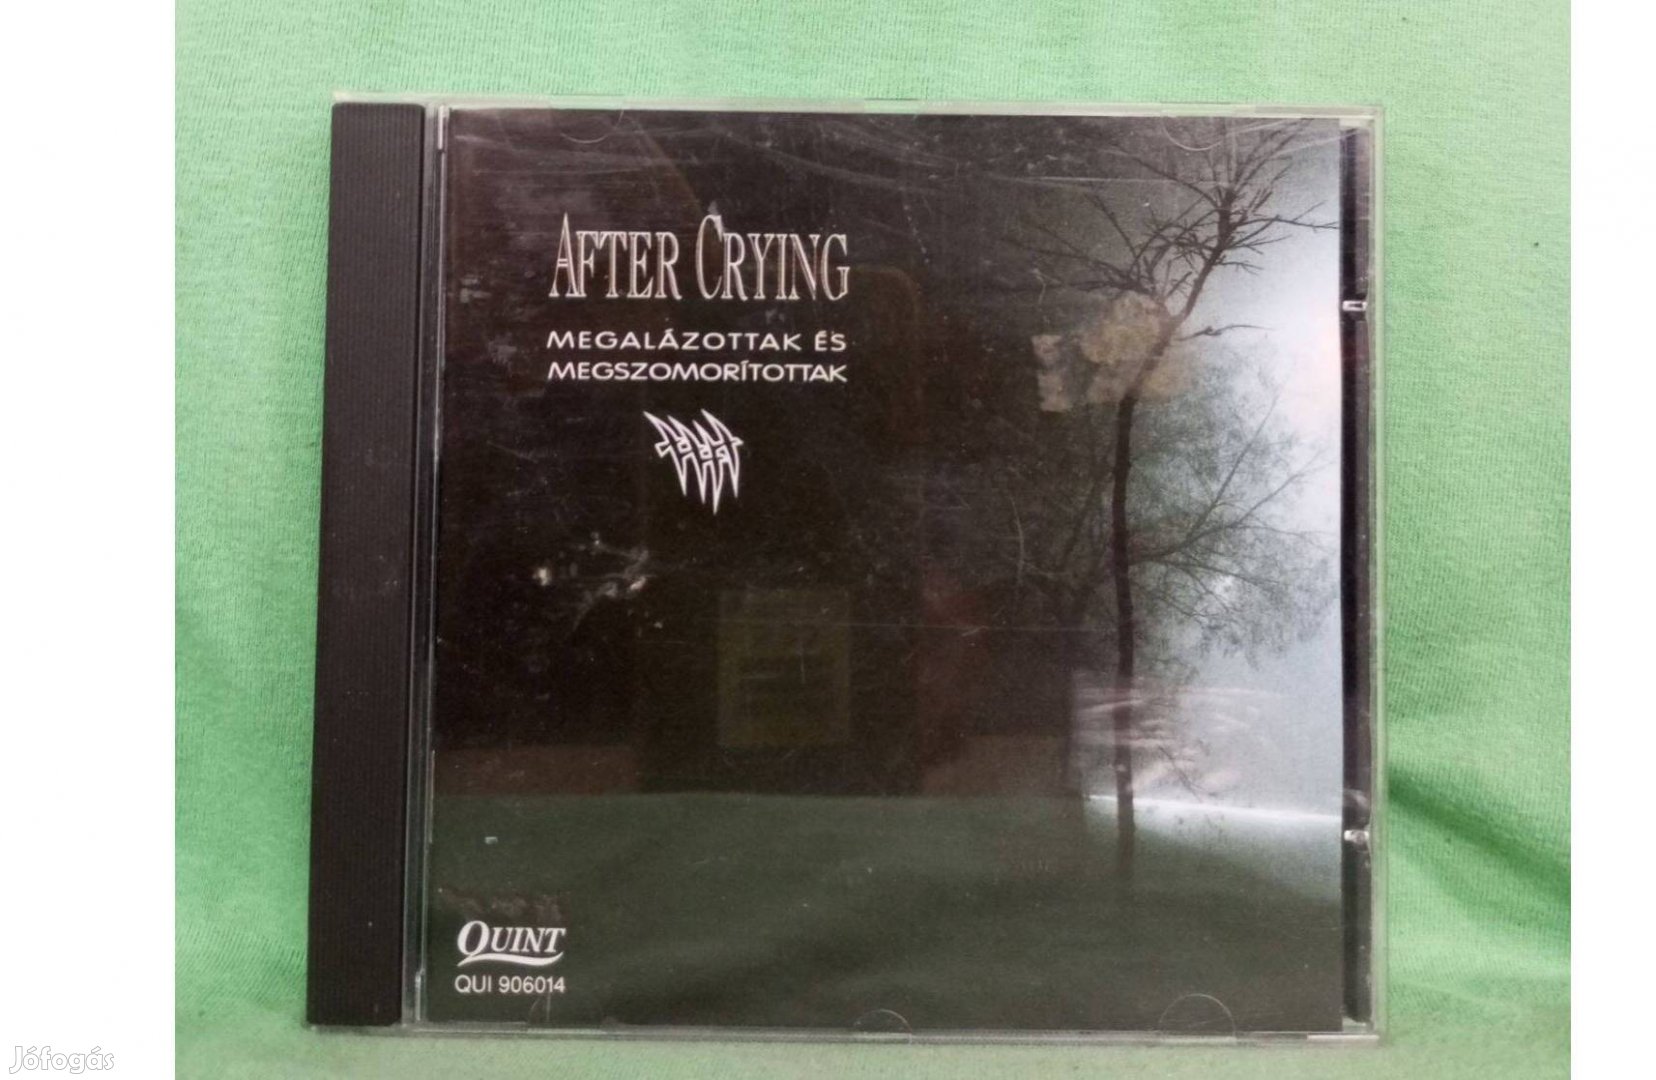 AFTER CRYING
MEGALÁZOTTAK ÉS
MEGSZOMORÍTOTTAK
QUINT
QUI 906014
Jófogás